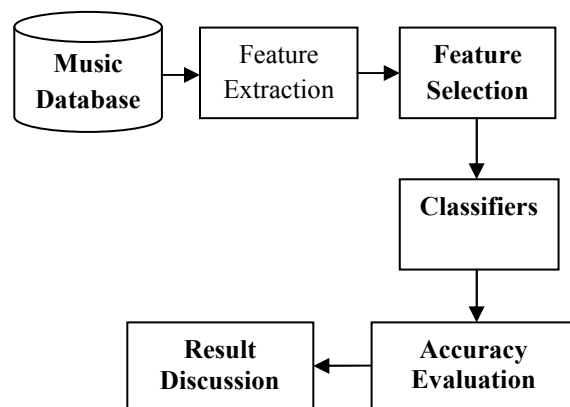 Music
Database
Feature
Extraction
Feature
Selection
Classifiers
Accuracy
Evaluation
Result
Discussion